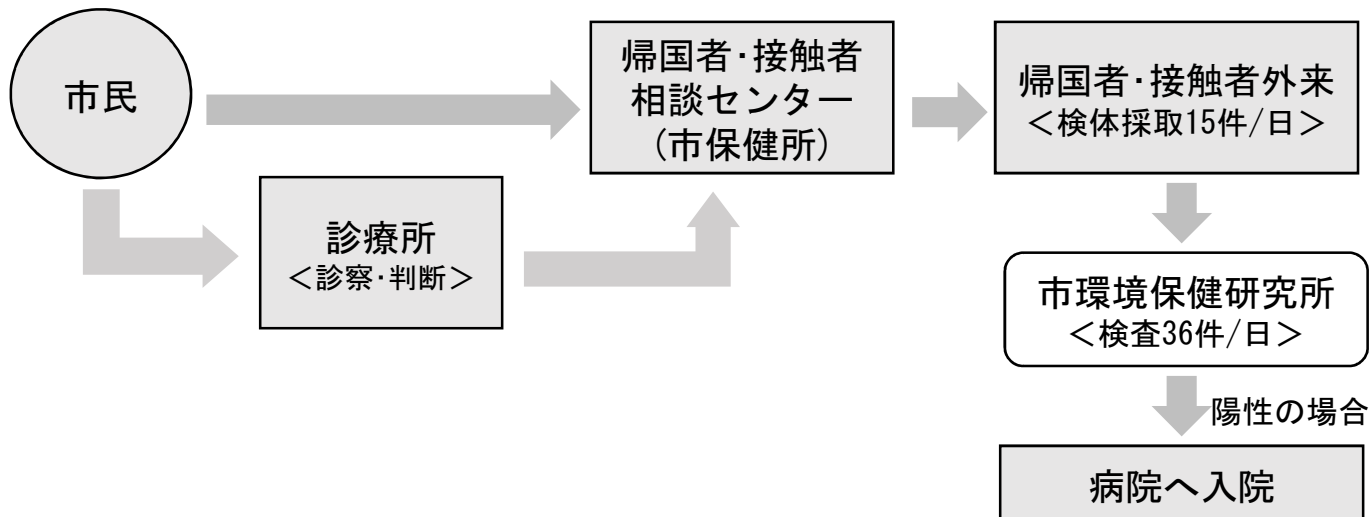 市民
帰国者･接触者
相談センター
(市保健所)
帰国者･接触者外来
＜検体採取15件/日＞
診療所
＜診察･判断＞
市環境保健研究所
＜検査36件/日＞
陽性の場合
病院へ入院